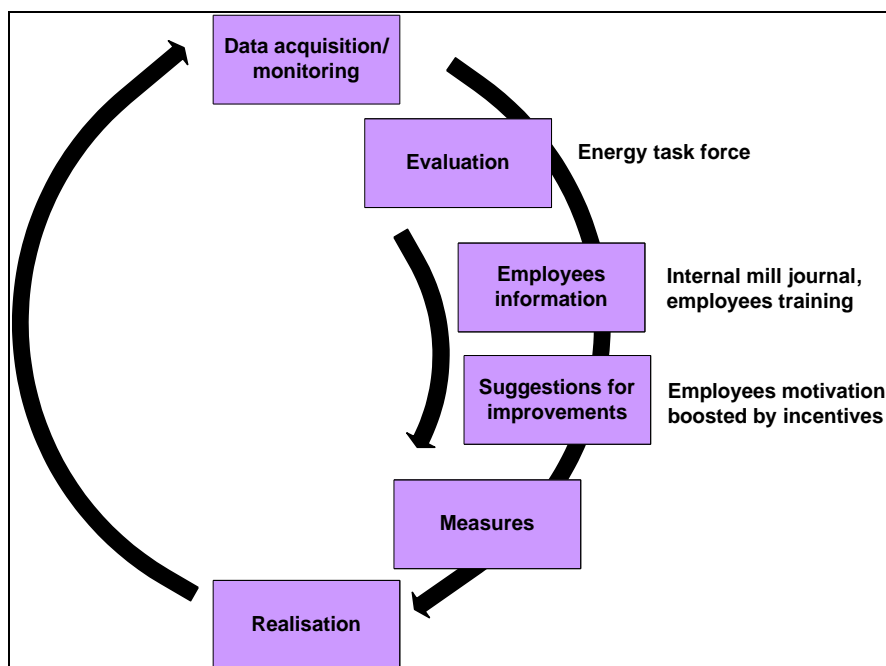 Data acquisition/
monitoring
Evaluation
Energy task force
Employees
information
Internal mill journal,
employees training
Suggestions for
improvements
Employees motivation
boosted by incentives
Measures
Realisation